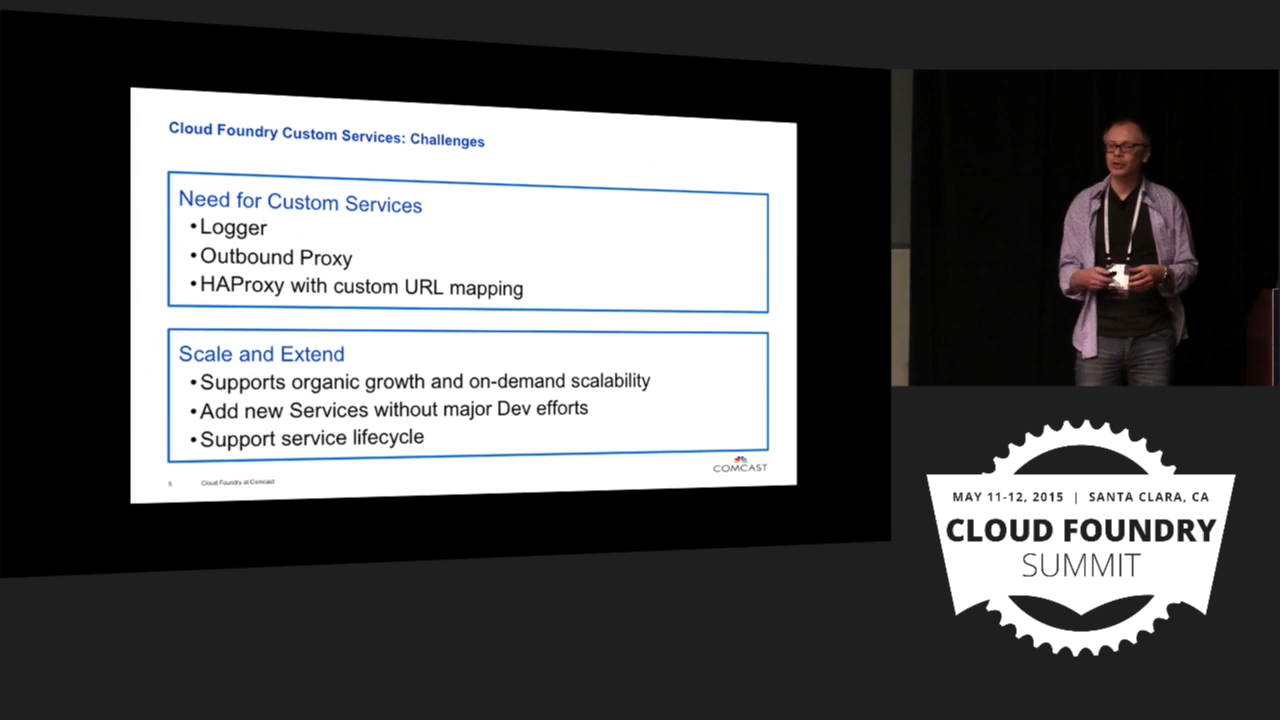 Cloud Foundry Custom Services: Challenges
Need for Custom Services
•Logger
•Outbound Proxy
•HAProxy with custom URL mapping
Scale and Extend
•Supports organic growth and on-demand scalability
•Add new Services without major Dev efforts
•Support service lifecycle
COMCAST
6 Cloud Foundry at Comcast
MAY 11-12, 2015 | SANTA CLARA, CA
CLOUD FOUNDRY
SUMMIT